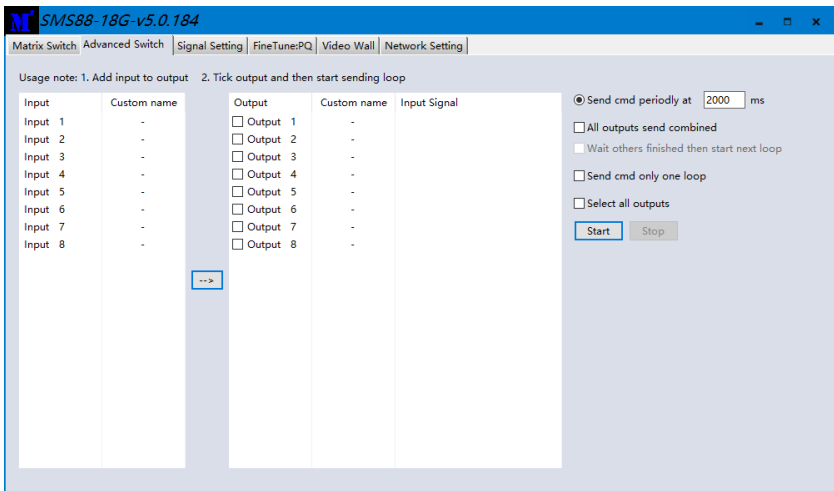 M SMS88-18G-v5.0.184
Matrix Switch Advanced Switch Signal Setting FineTune:PQ Video Wall Network Setting
Usage note: 1. Add input to output 2. Tick output and then start sending loop
Input Custom name
Input 1 -
Input 2 -
Input 3 -
Input 4 -
Input 5 -
Input 6 -
Input 7 -
Input 8 -
-->
Output Custom name Input Signal
Output 1 -
Output 2 -
Output 3 -
Output 4 -
Output 5 -
Output 6 -
Output 7 -
Output 8 -
Send cmd periodly at 2000 ms
All outputs send combined
Wait others finished then start next loop
Send cmd only one loop
Select all outputs
Start Stop